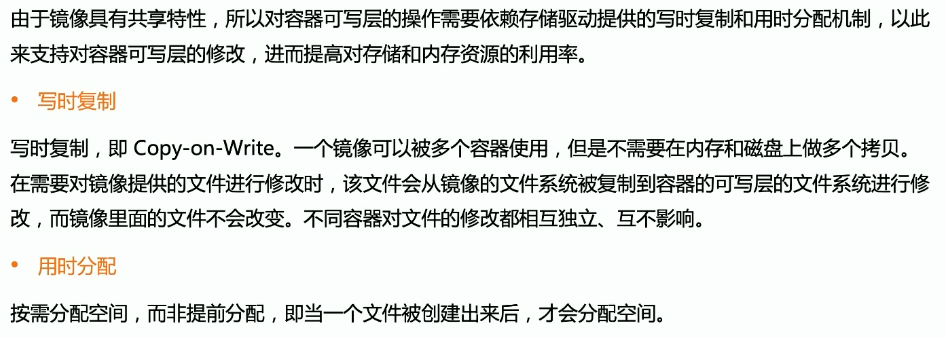 由于镜像具有共享特性，所以对容器可写层的操作需要依赖存储驱动提供的写时复制和用时分配机制，以此
来支持对容器可写层的修改，进而提高对存储和内存资源的利用率。
• 写时复制
写时复制，即 Copy-on-Write。一个镜像可以被多个容器使用，但是不需要在内存和磁盘上做多个拷贝。
在需要对镜像提供的文件进行修改时，该文件会从镜像的文件系统被复制到容器的可写层的文件系统进行修
改，而镜像里面的文件不会改变。不同容器对文件的修改都相互独立、互不影响。
• 用时分配
按需分配空间，而非提前分配，即当一个文件被创建出来后，才会分配空间。